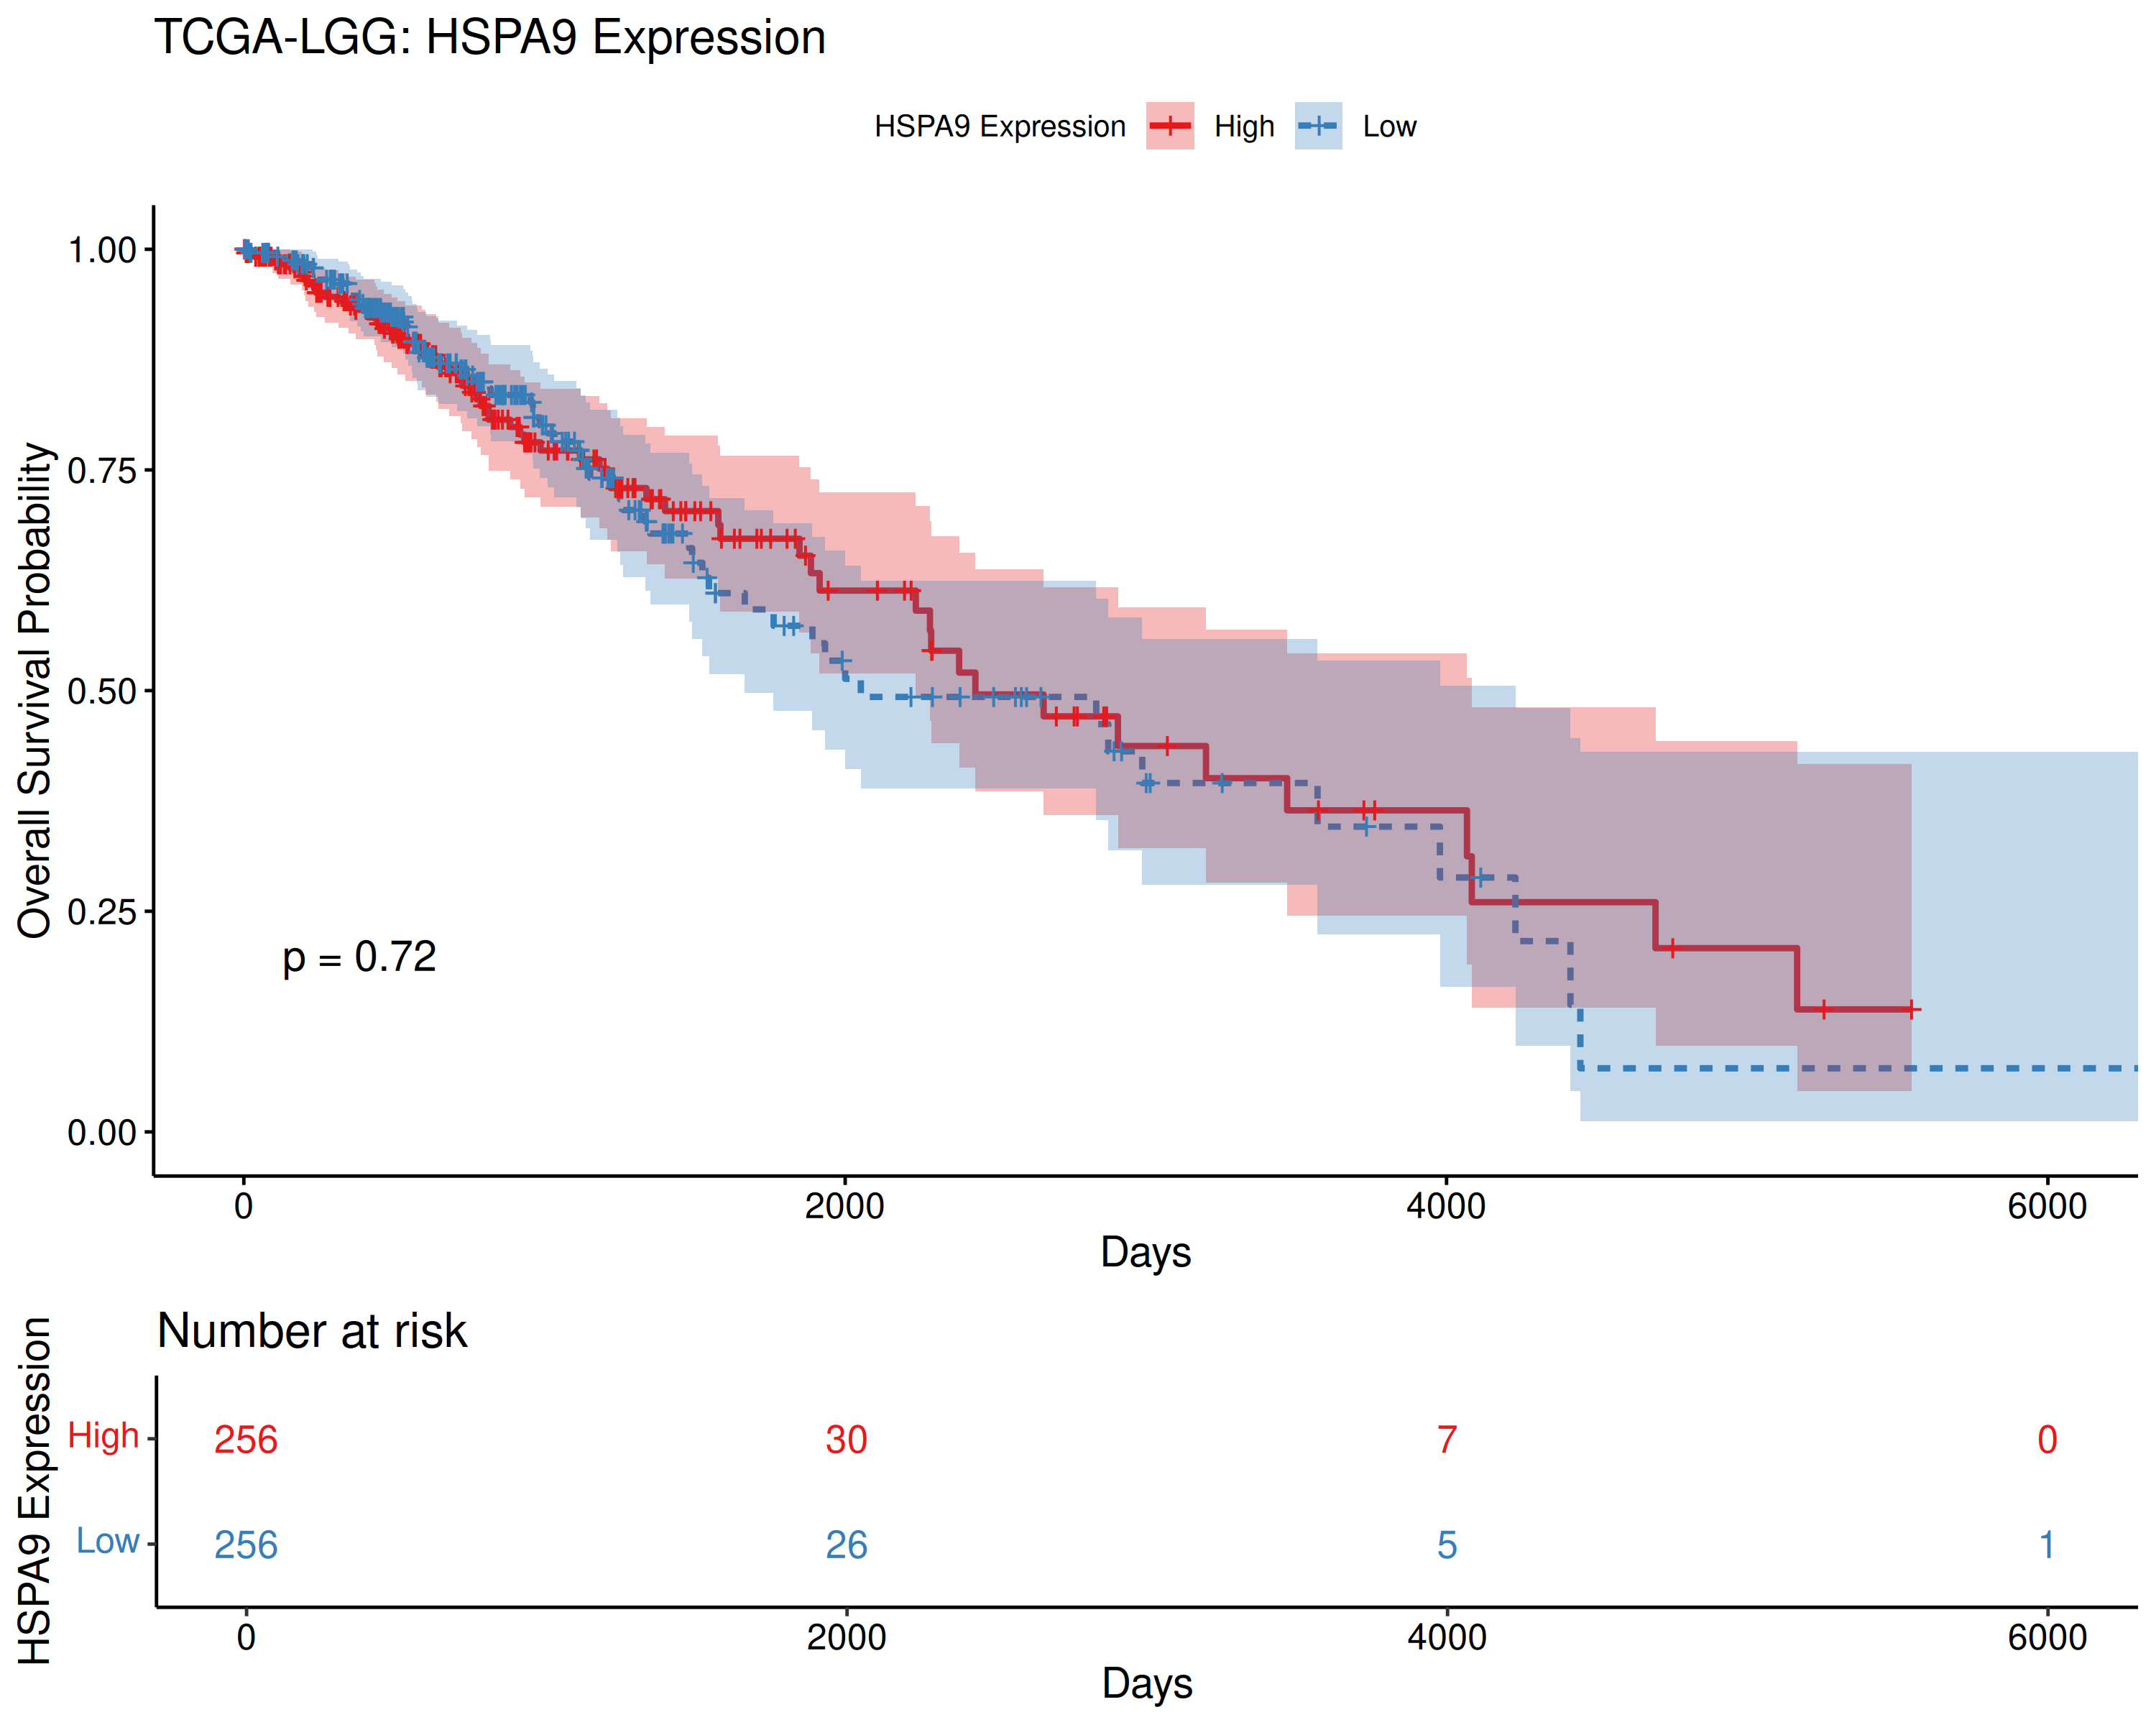 TCGA-LGG: HSPA9 Expression
HSPA9 Expression High Low
Overall Survival Probability
1.00
0.75
0.50
0.25
0.00
p = 0.72
0 2000 4000 6000
Days
Number at risk
HSPA9 Expression
High 256 30 7 0
Low 256 26 5 1
0 2000 4000 6000
Days